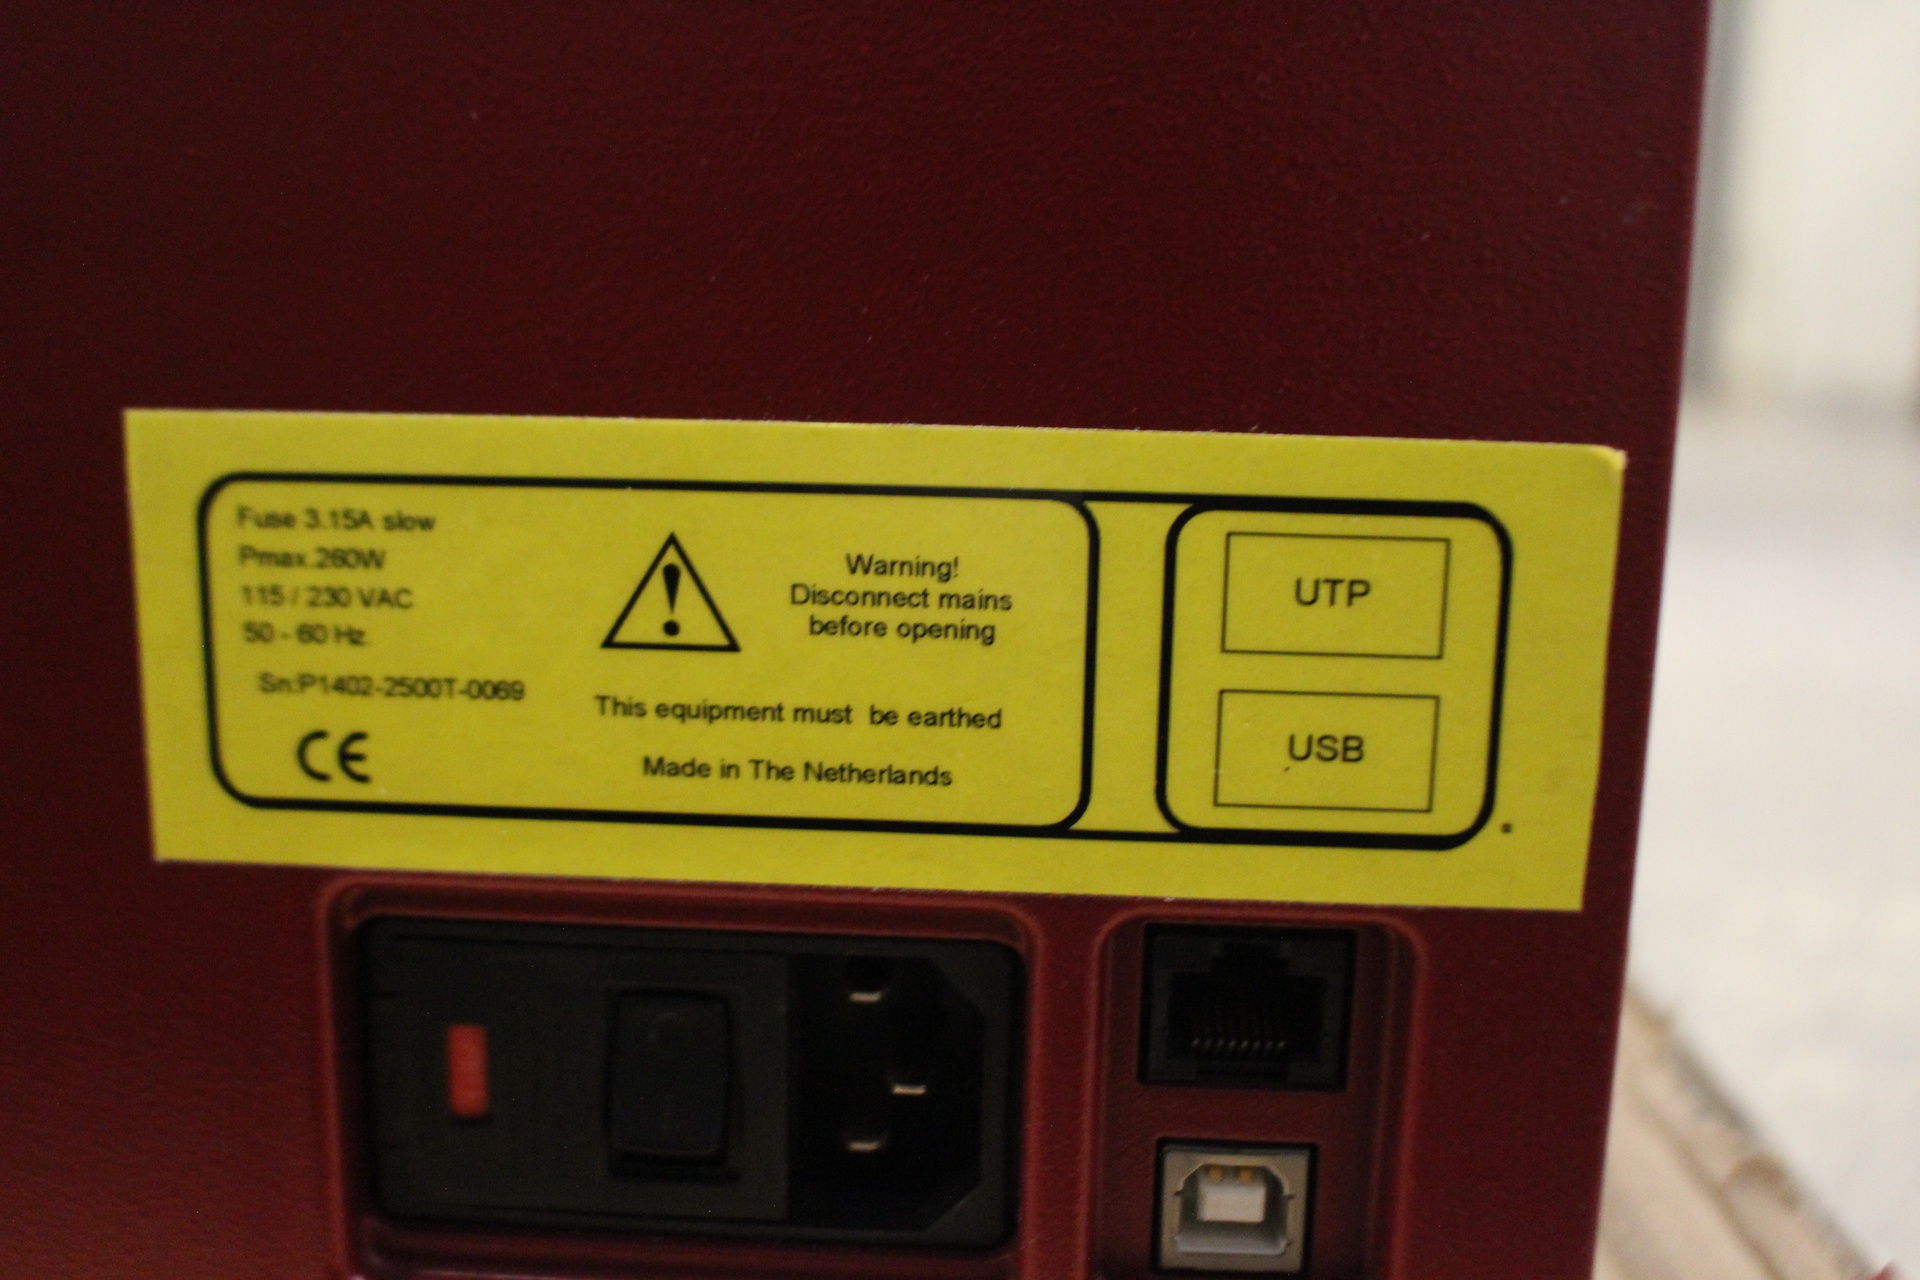 Fuse 3.15A slow
Pmax.260W
115 / 230 VAC
50 - 60 Hz.
Sn:P1402-2500T-0069
CE
Warning!
Disconnect mains
before opening
This equipment must be earthed
Made in The Netherlands
UTP
USB